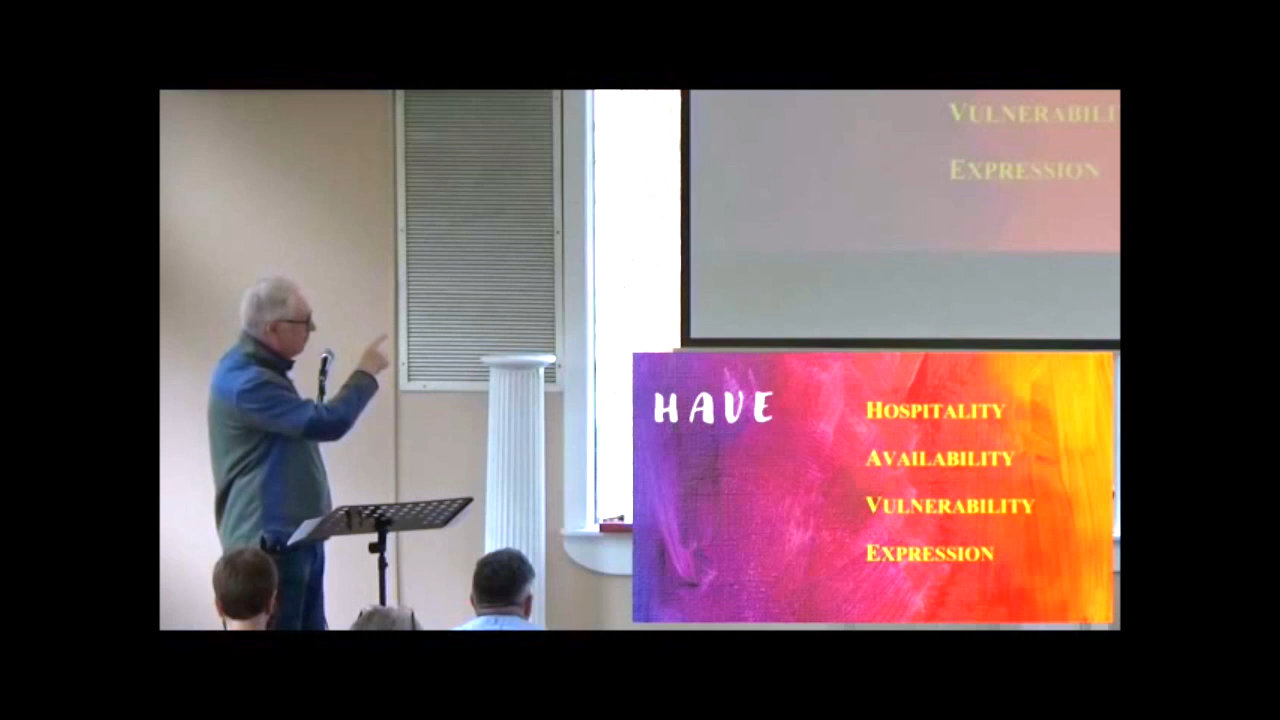 VULNERABILI
EXPRESSION
HAVE
HOSPITALITY
AVAILABILITY
VULNERABILITY
EXPRESSION